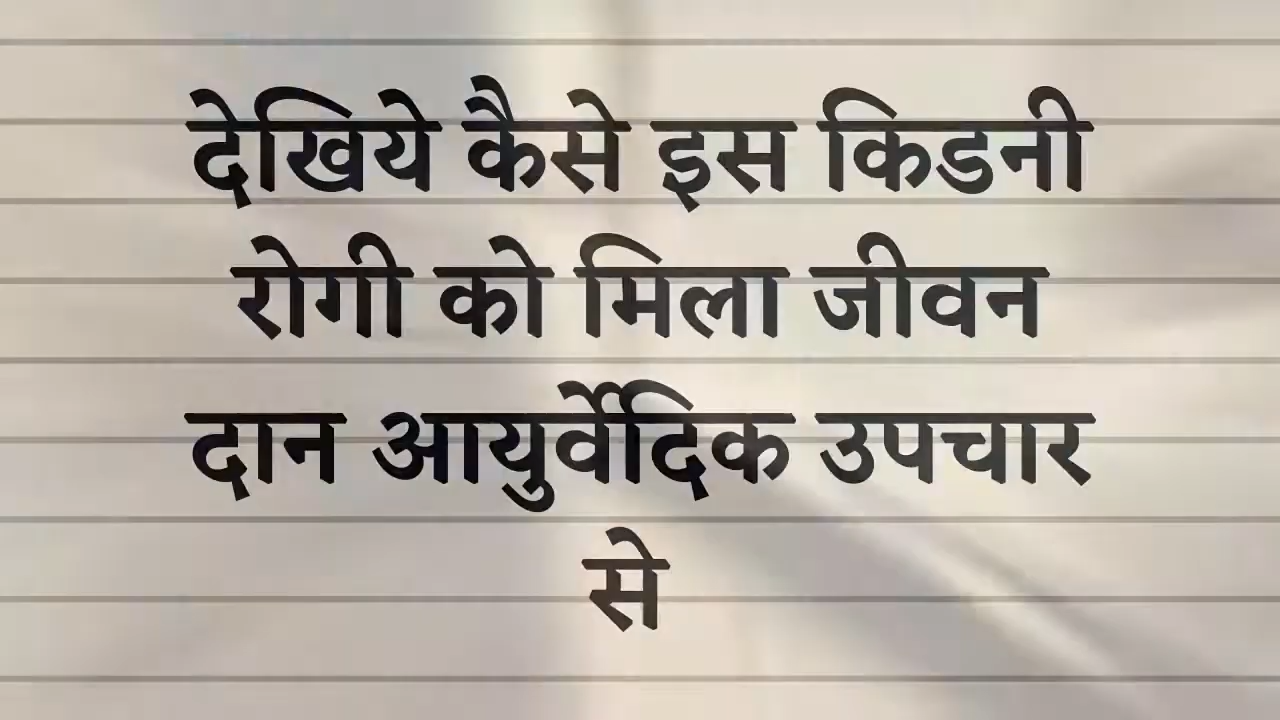 देखिये कैसे इस किडनी
रोगी को मिला जीवन
दान आयुर्वेदिक उपचार
से